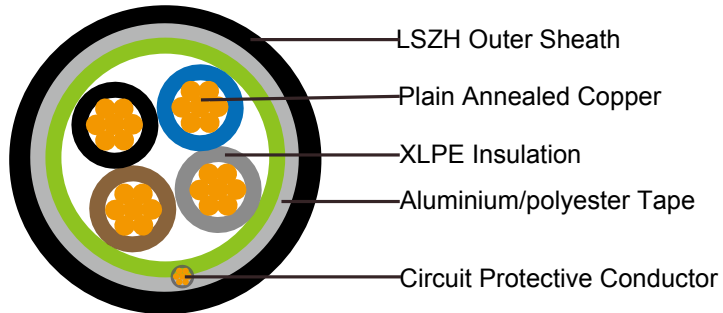 LSZH Outer Sheath
Plain Annealed Copper
XLPE Insulation
Aluminium/polyester Tape
Circuit Protective Conductor